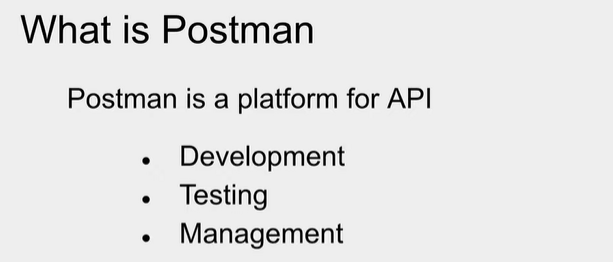 What is Postman
Postman is a platform for API
• Development
• Testing
• Management